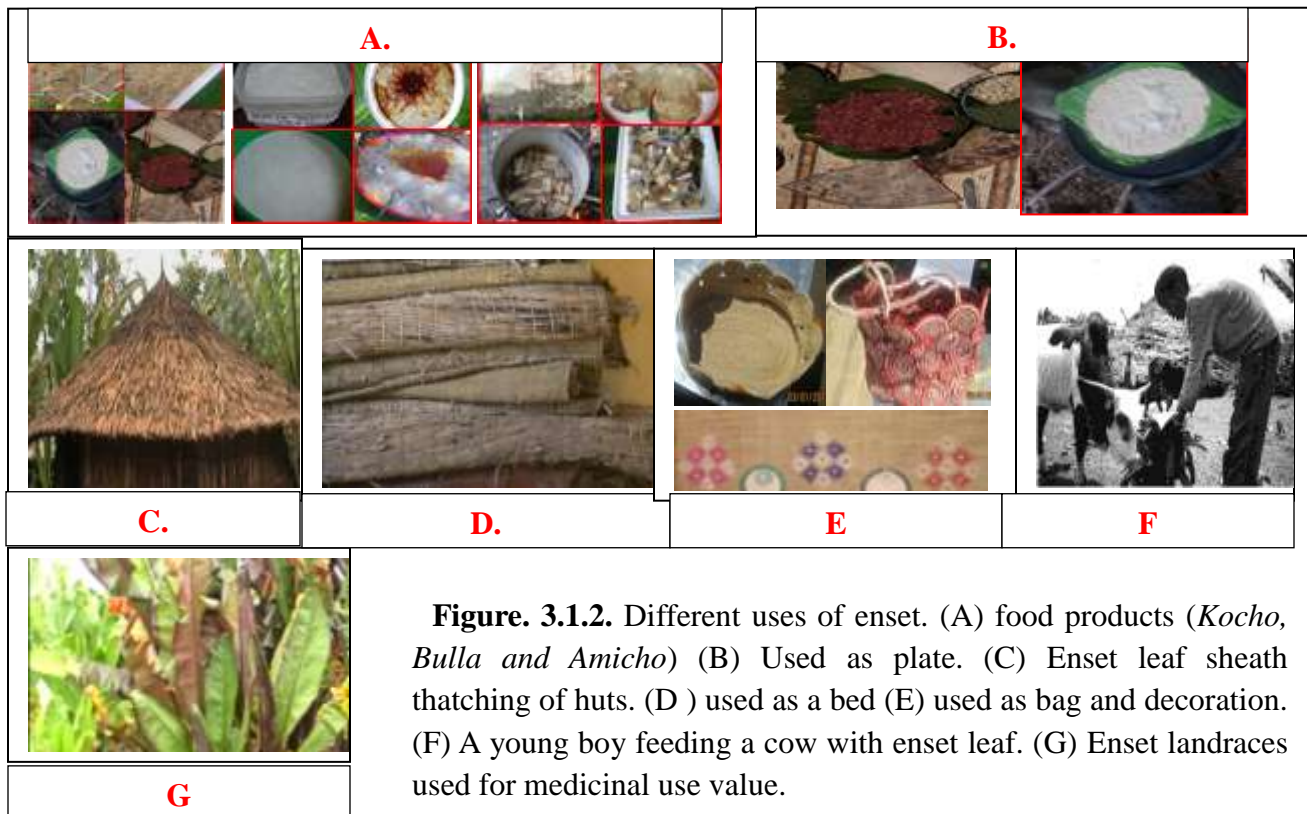 A.
B.
C.
D.
E
F
G
Figure. 3.1.2. Different uses of enset. (A) food products (Kocho,
Bulla and Amicho) (B) Used as plate. (C) Enset leaf sheath
thatching of huts. (D ) used as a bed (E) used as bag and decoration.
(F) A young boy feeding a cow with enset leaf. (G) Enset landraces
used for medicinal use value.